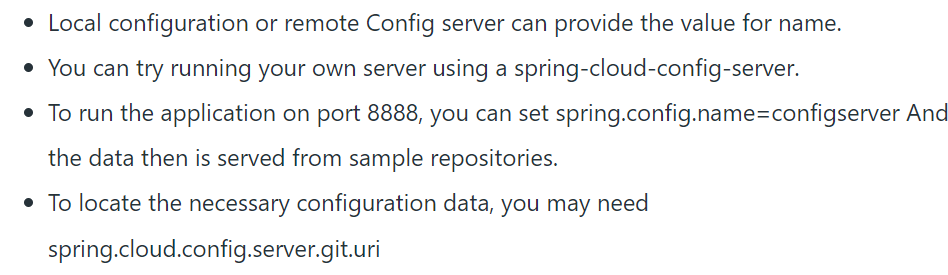 • Local configuration or remote Config server can provide the value for name.
• You can try running your own server using a spring-cloud-config-server.
• To run the application on port 8888, you can set spring.config.name=configserver And
the data then is served from sample repositories.
• To locate the necessary configuration data, you may need
spring.cloud.config.server.git.uri